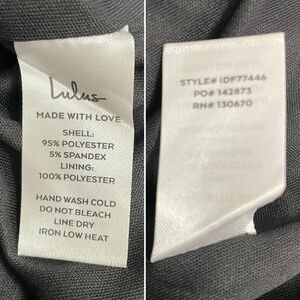 Lulus
MADE WITH LOVE
SHELL:
95% POLYESTER
5% SPANDEX
LINING:
100% POLYESTER
HAND WASH COLD
DO NOT BLEACH
LINE DRY
IRON LOW HEAT
STYLE# IDF77446
PO# 142873
RN# 130670